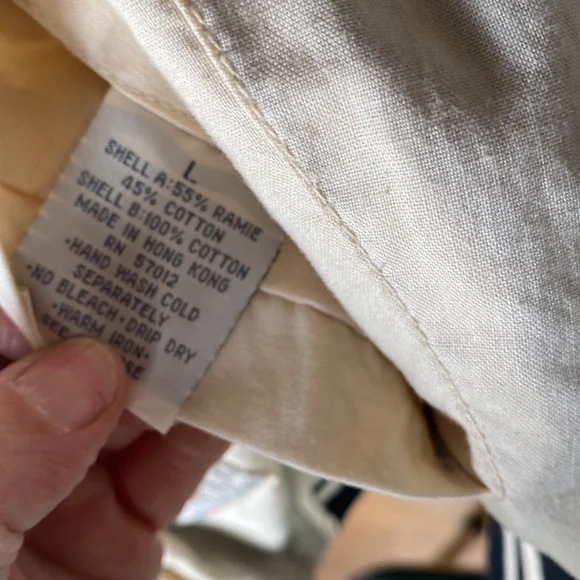 L
SHELL A:55% RAMIE
45% COTTON
SHELL B:100% COTTON
MADE IN HONG KONG
RN 57012
•HAND WASH COLD
SEPARATELY
•NO BLEACH•DRIP DRY
•WARM IRON•
SEE